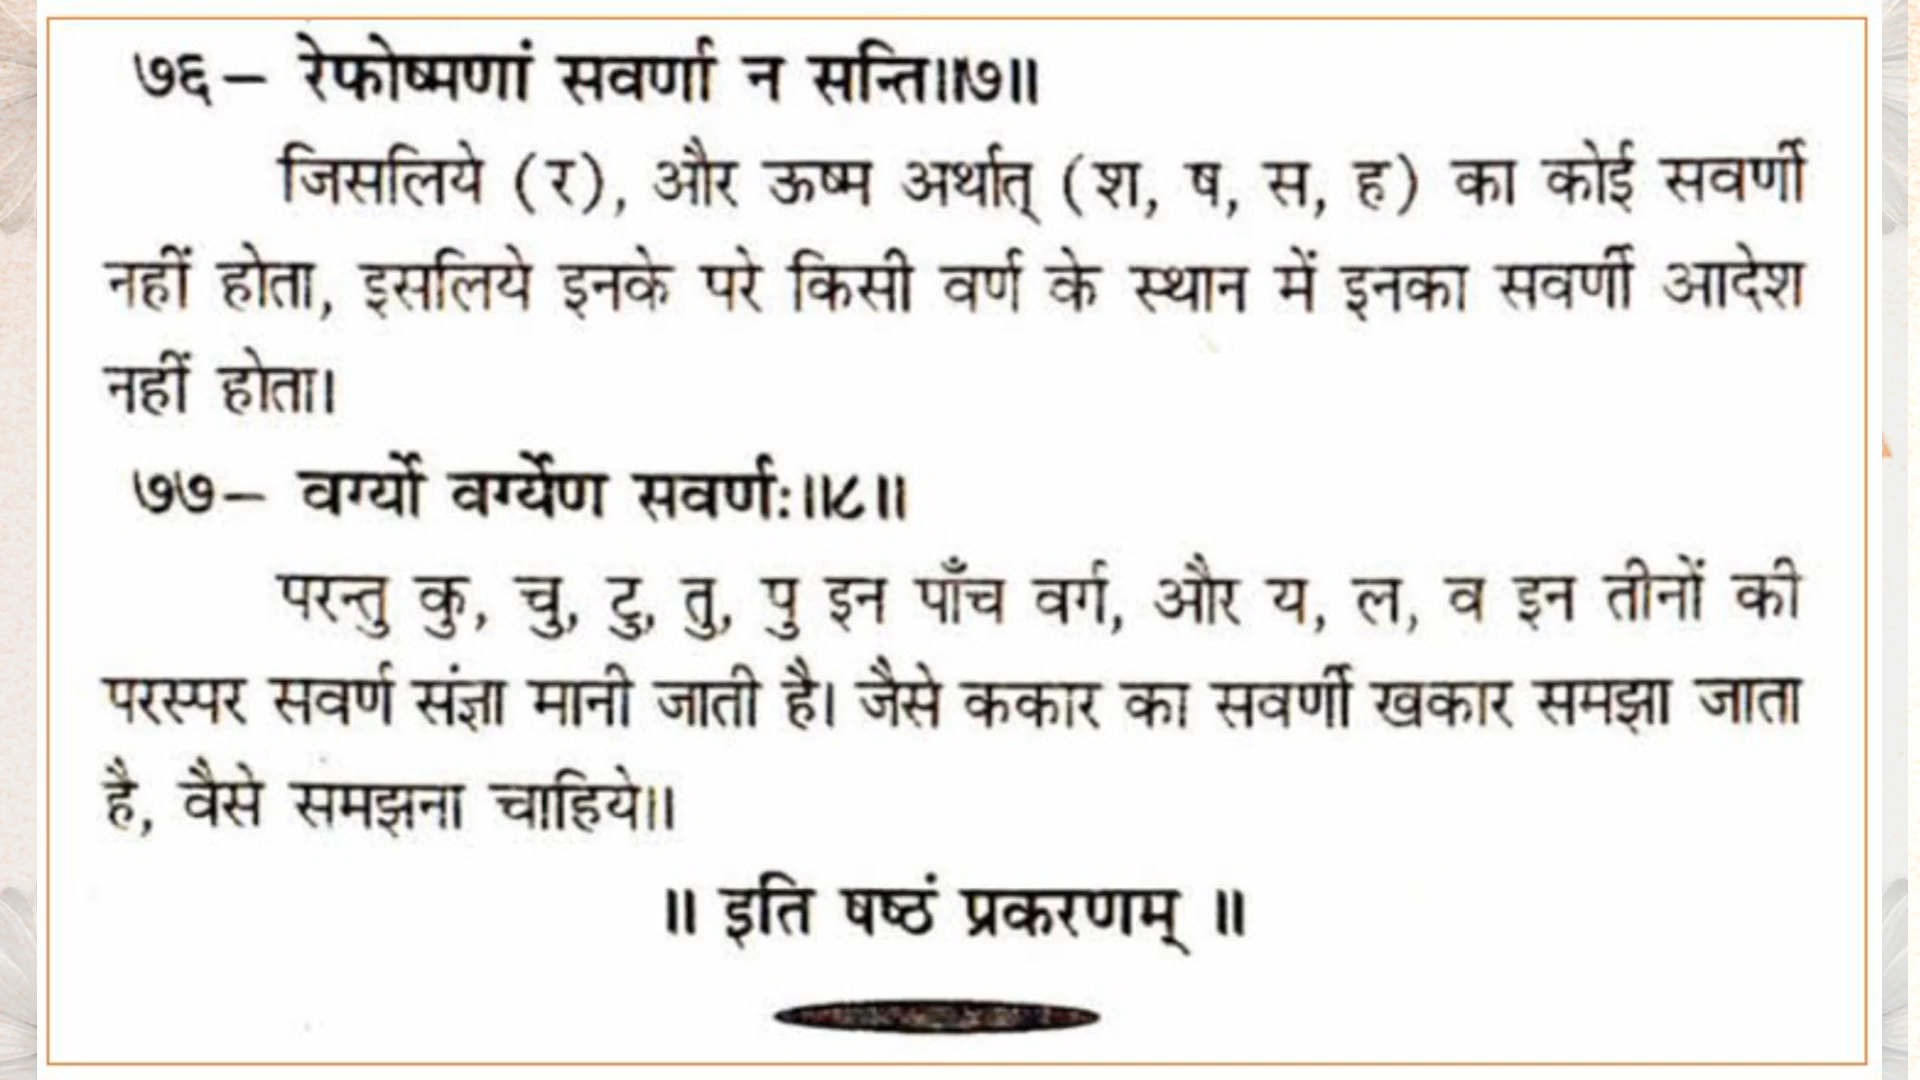 ७६– रेफोष्मणां सवर्णा न सन्ति॥७॥
जिसलिये (र), और ऊष्म अर्थात् (श, ष, स, ह) का कोई सवर्णी
नहीं होता, इसलिये इनके परे किसी वर्ण के स्थान में इनका सवर्णी आदेश
नहीं होता।
७७– वर्ग्यो वर्ग्येण सवर्णः॥८॥
परन्तु कु, चु, टु, तु, पु इन पाँच वर्ग, और य, ल, व इन तीनों की
परस्पर सवर्ण संज्ञा मानी जाती है। जैसे ककार का सवर्णी खकार समझा जाता
है, वैसे समझना चाहिये॥
॥ इति षष्ठं प्रकरणम् ॥